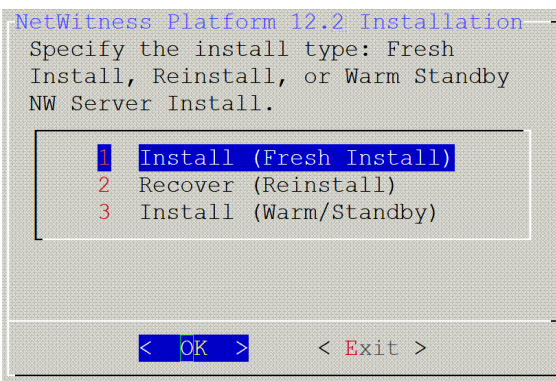 NetWitness Platform 12.2 Installation
Specify the install type: Fresh
Install, Reinstall, or Warm Standby
NW Server Install.
1 Install (Fresh Install)
2 Recover (Reinstall)
3 Install (Warm/Standby)
< OK > < Exit >